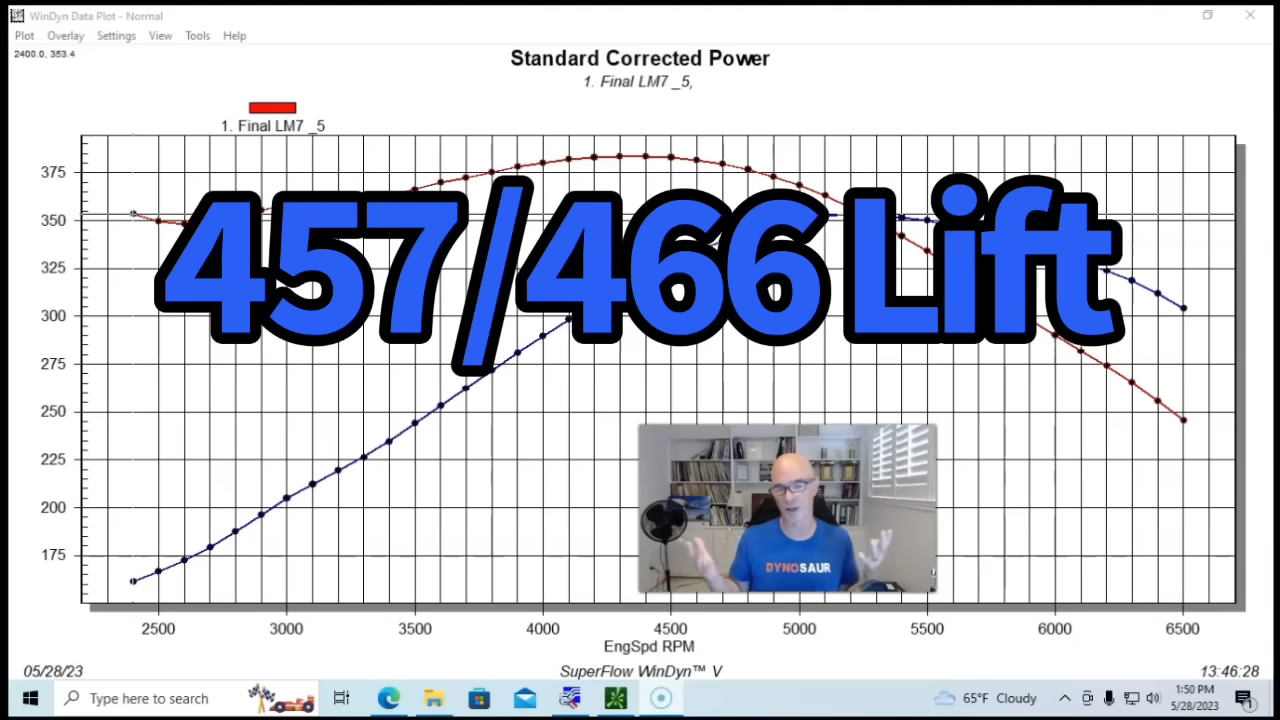 WinDyn Data Plot - Normal
Plot Overlay Settings View Tools Help
2400.0, 353.4
Standard Corrected Power
1. Final LM7 _5,
1. Final LM7 _5
375
350
325
300
275
250
225
200
175
457/466 Lift
DYNOSAUR
2500 3000 3500 4000 4500 5000 5500 6000 6500
EngSpd RPM
05/28/23 SuperFlow WinDyn™ V 13:46:28
Type here to search
65°F Cloudy
1:50 PM
5/28/2023
1